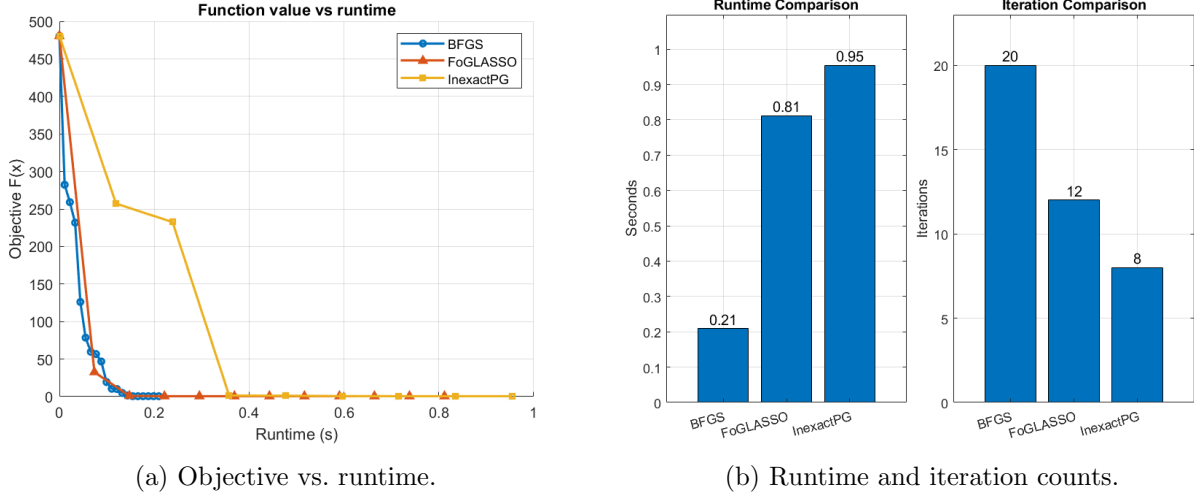 Function value vs runtime
500
450
400
350
300
250
200
150
100
50
0
Objective F(x)
BFGS
FoGLASSO
InexactPG
0
0.2
0.4
0.6
0.8
1
Runtime (s)
(a) Objective vs. runtime.
Runtime Comparison
1
0.9
0.8
0.7
0.6
0.5
0.4
0.3
0.2
0.1
0
Seconds
0.21
0.81
0.95
BFGS
FoGLASSO
InexactPG
Iteration Comparison
20
15
10
5
0
Iterations
20
12
8
BFGS
FoGLASSO
InexactPG
(b) Runtime and iteration counts.